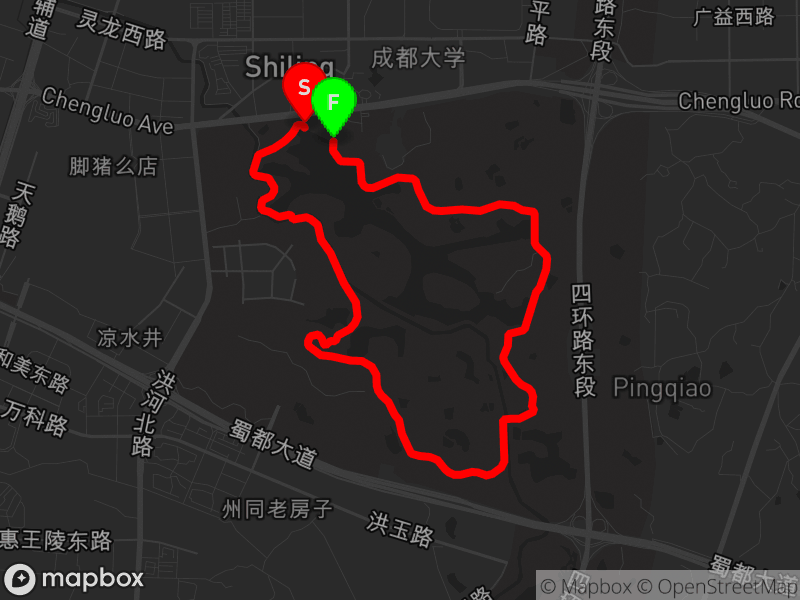 辅道
灵龙西路
平路
路东段
广益西路
成都大学
Shiling
S
F
Chengluo Ave
Chengluo Ro
脚猪么店
天鹅路
四环路东段
凉水井
和美东路
洪河北路
Pingqiao
万科路
蜀都大道
州同老房子
洪玉路
惠王陵东路
蜀都大道
mapbox
© Mapbox © OpenStreetMap